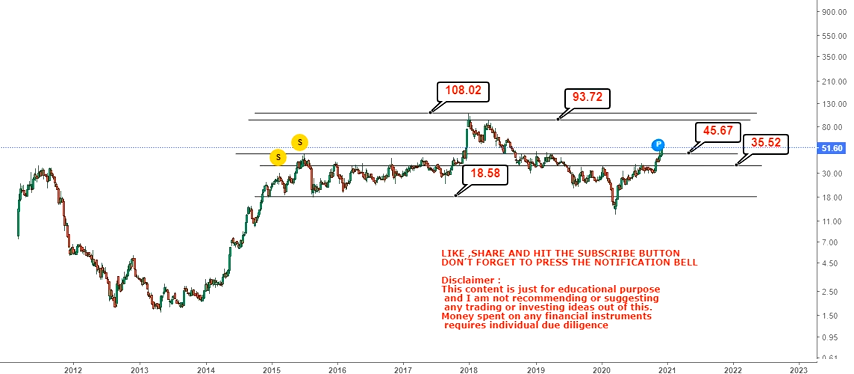 900.00
550.00
350.00
210.00
130.00
108.02
93.72
80.00
45.67
35.52
51.60
S
S
P
30.00
18.58
18.00
11.00
7.00
LIKE ,SHARE AND HIT THE SUBSCRIBE BUTTON
DON'T FORGET TO PRESS THE NOTIFICATION BELL
4.50
Disclaimer :
This content is just for educational purpose
and I am not recommending or suggesting
any trading or investing ideas out of this.
Money spent on any financial instruments
requires individual due diligence
2.50
1.50
0.95
0.61
2012 2013 2014 2015 2016 2017 2018 2019 2020 2021 2022 2023